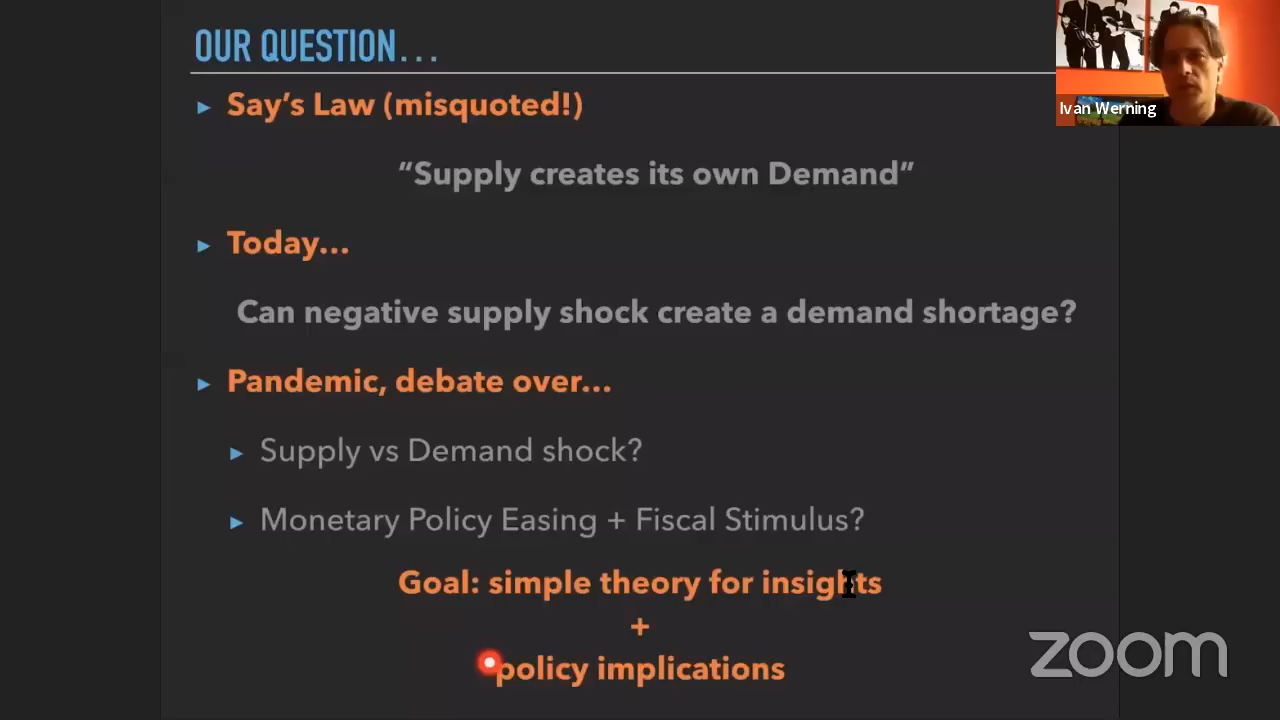 OUR QUESTION...
Say's Law (misquoted!)
“Supply creates its own Demand”
Today...
Can negative supply shock create a demand shortage?
Pandemic, debate over...
Supply vs Demand shock?
Monetary Policy Easing + Fiscal Stimulus?
Goal: simple theory for insights
+
policy implications
Ivan Werning
zoom